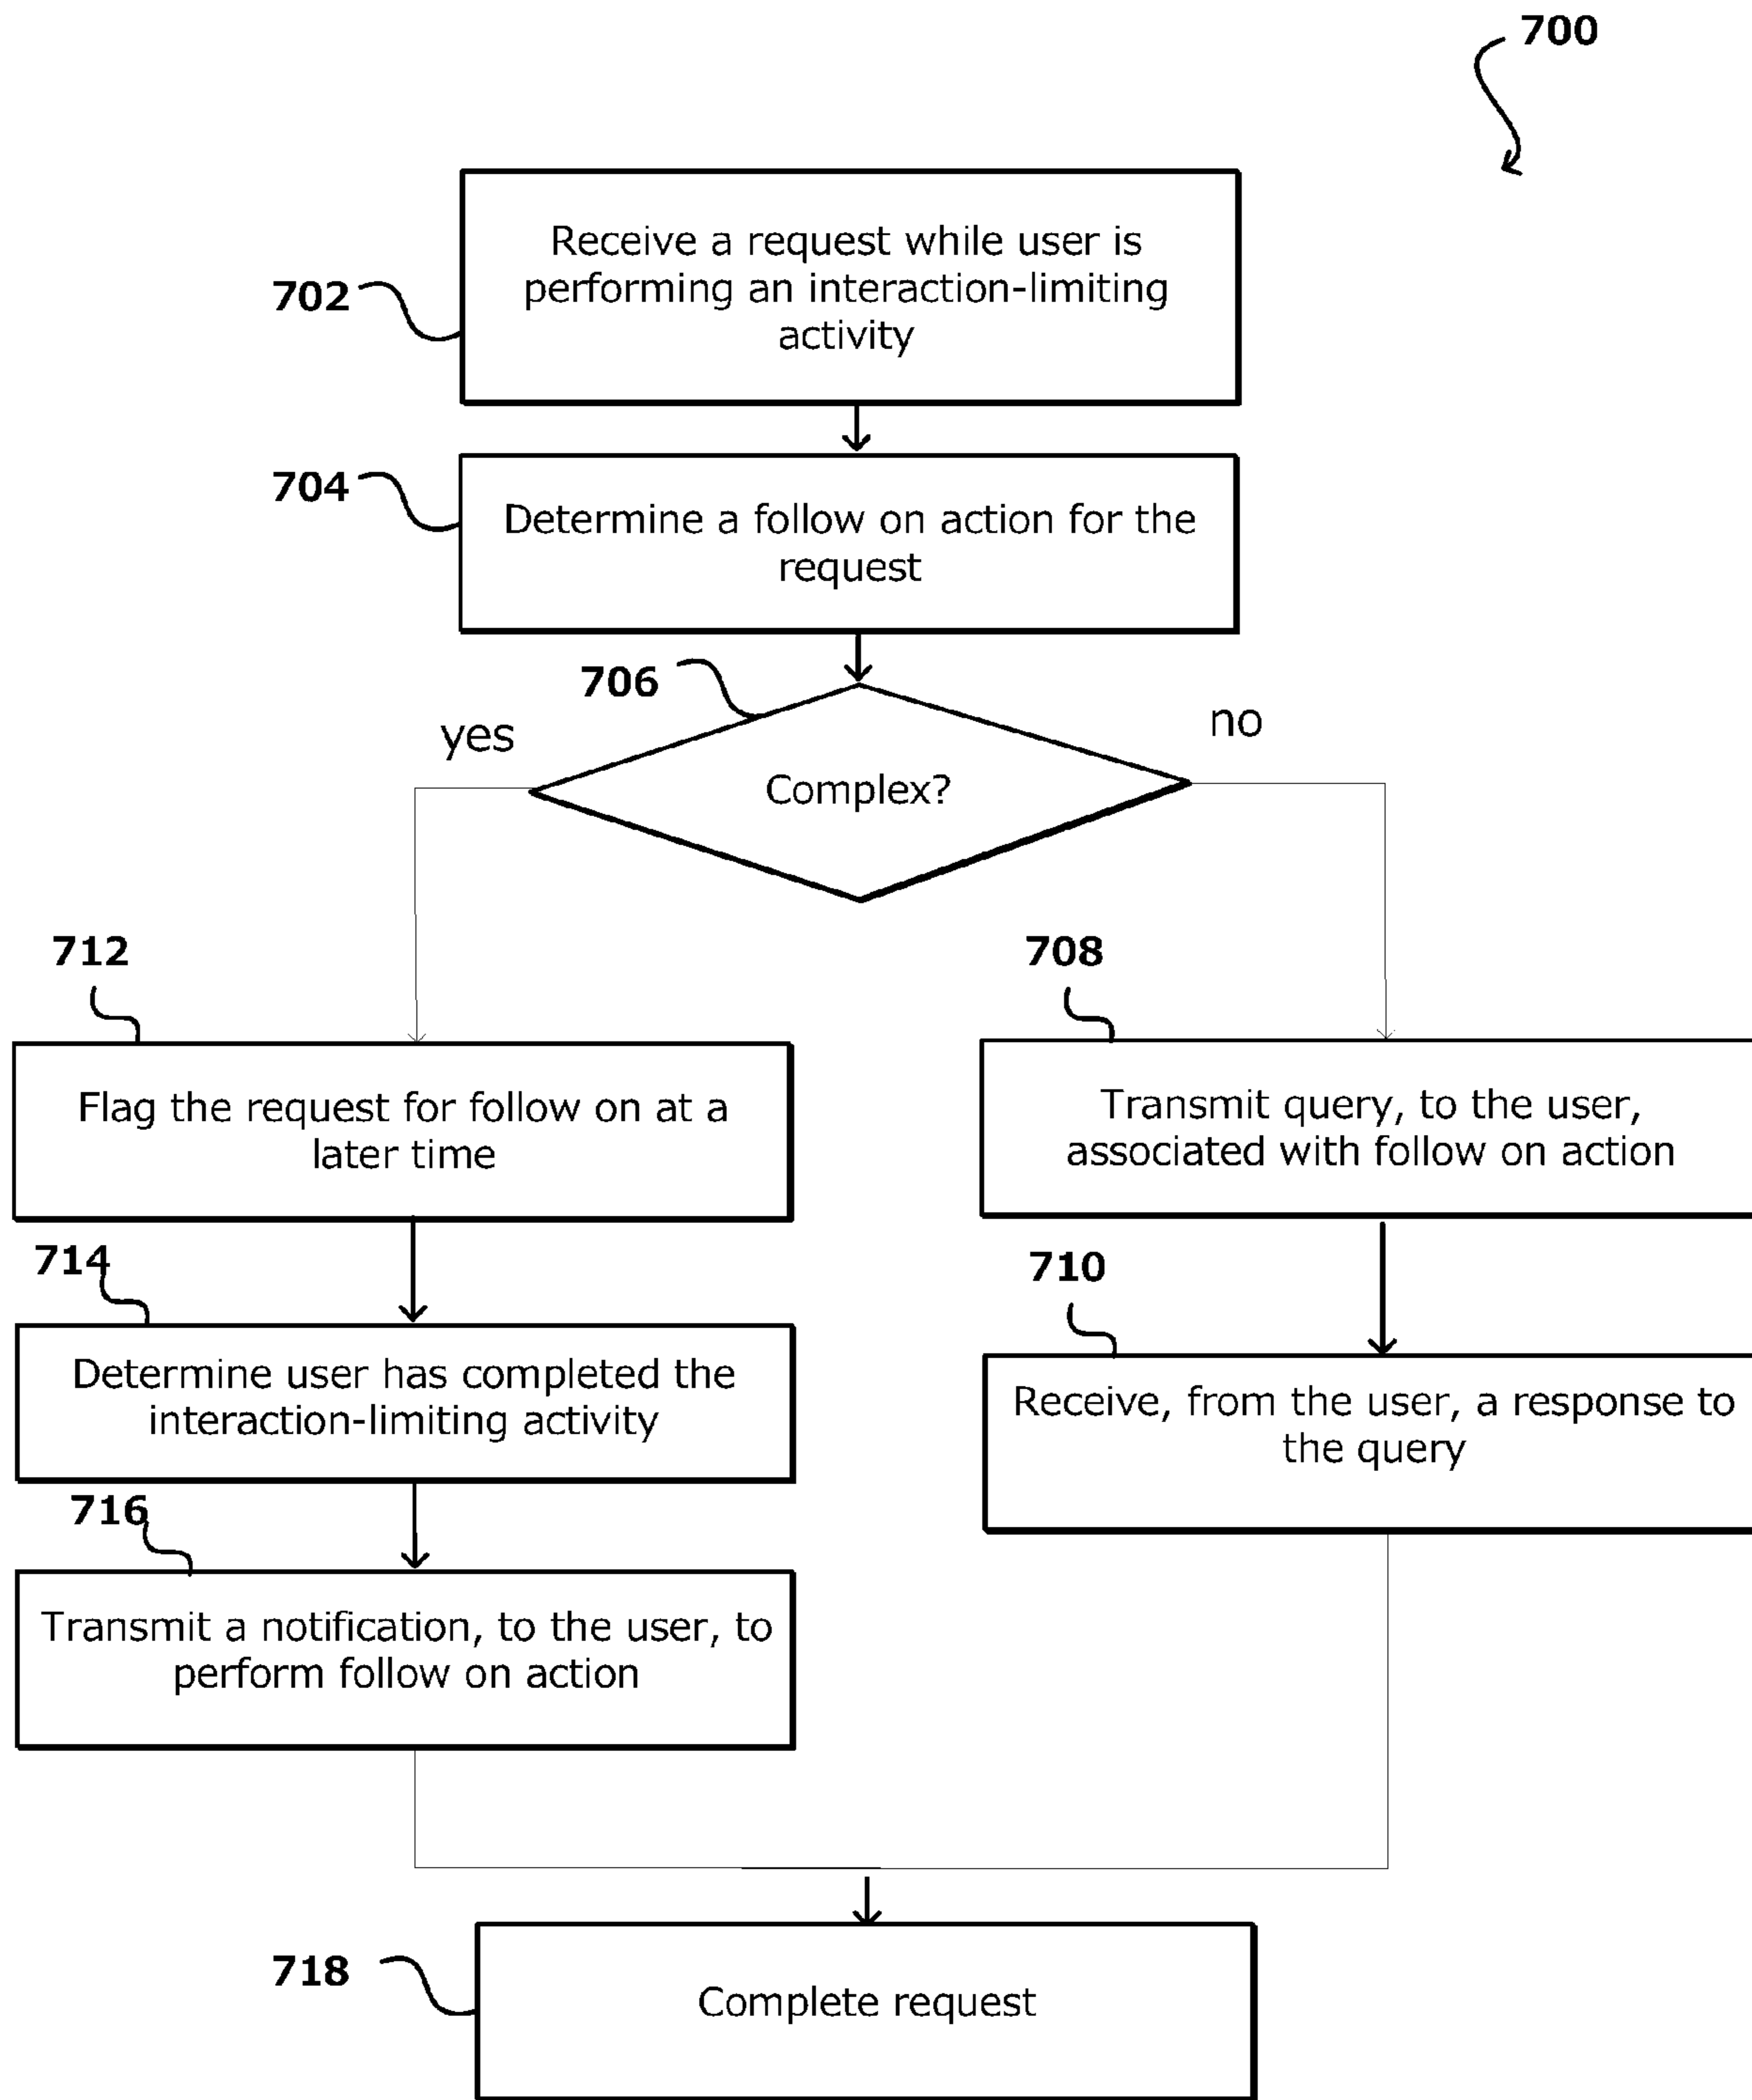 700
Receive a request while user is
performing an interaction-limiting
activity
702
704
Determine a follow on action for the
request
706
yes
no
Complex?
712
708
Flag the request for follow on at a
later time
Transmit query, to the user,
associated with follow on action
714
710
Determine user has completed the
interaction-limiting activity
Receive, from the user, a response to
the query
716
Transmit a notification, to the user, to
perform follow on action
718
Complete request